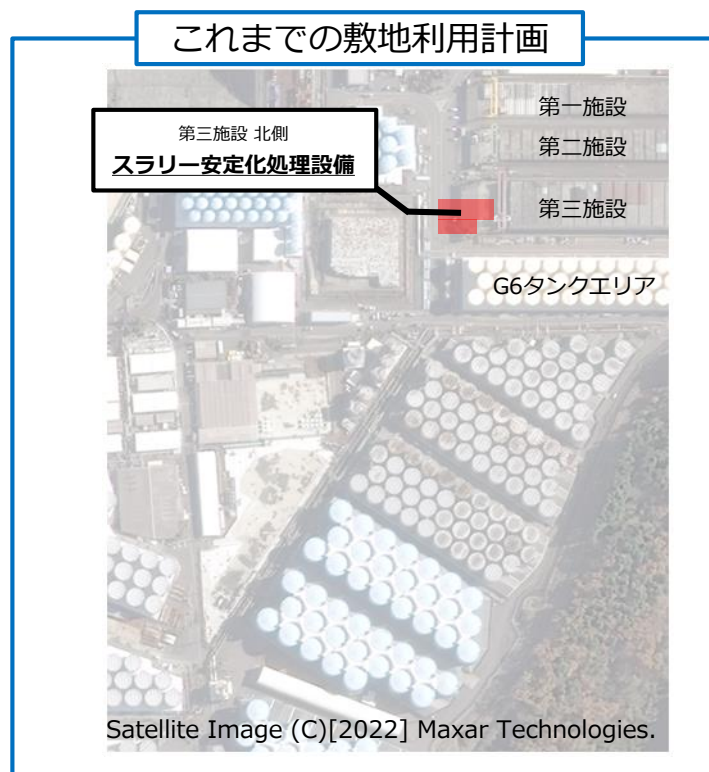 これまでの敷地利用計画
第一施設
第三施設 北側
スラリー安定化処理設備
第二施設
第三施設
G6タンクエリア
Satellite Image (C)[2022] Maxar Technologies.